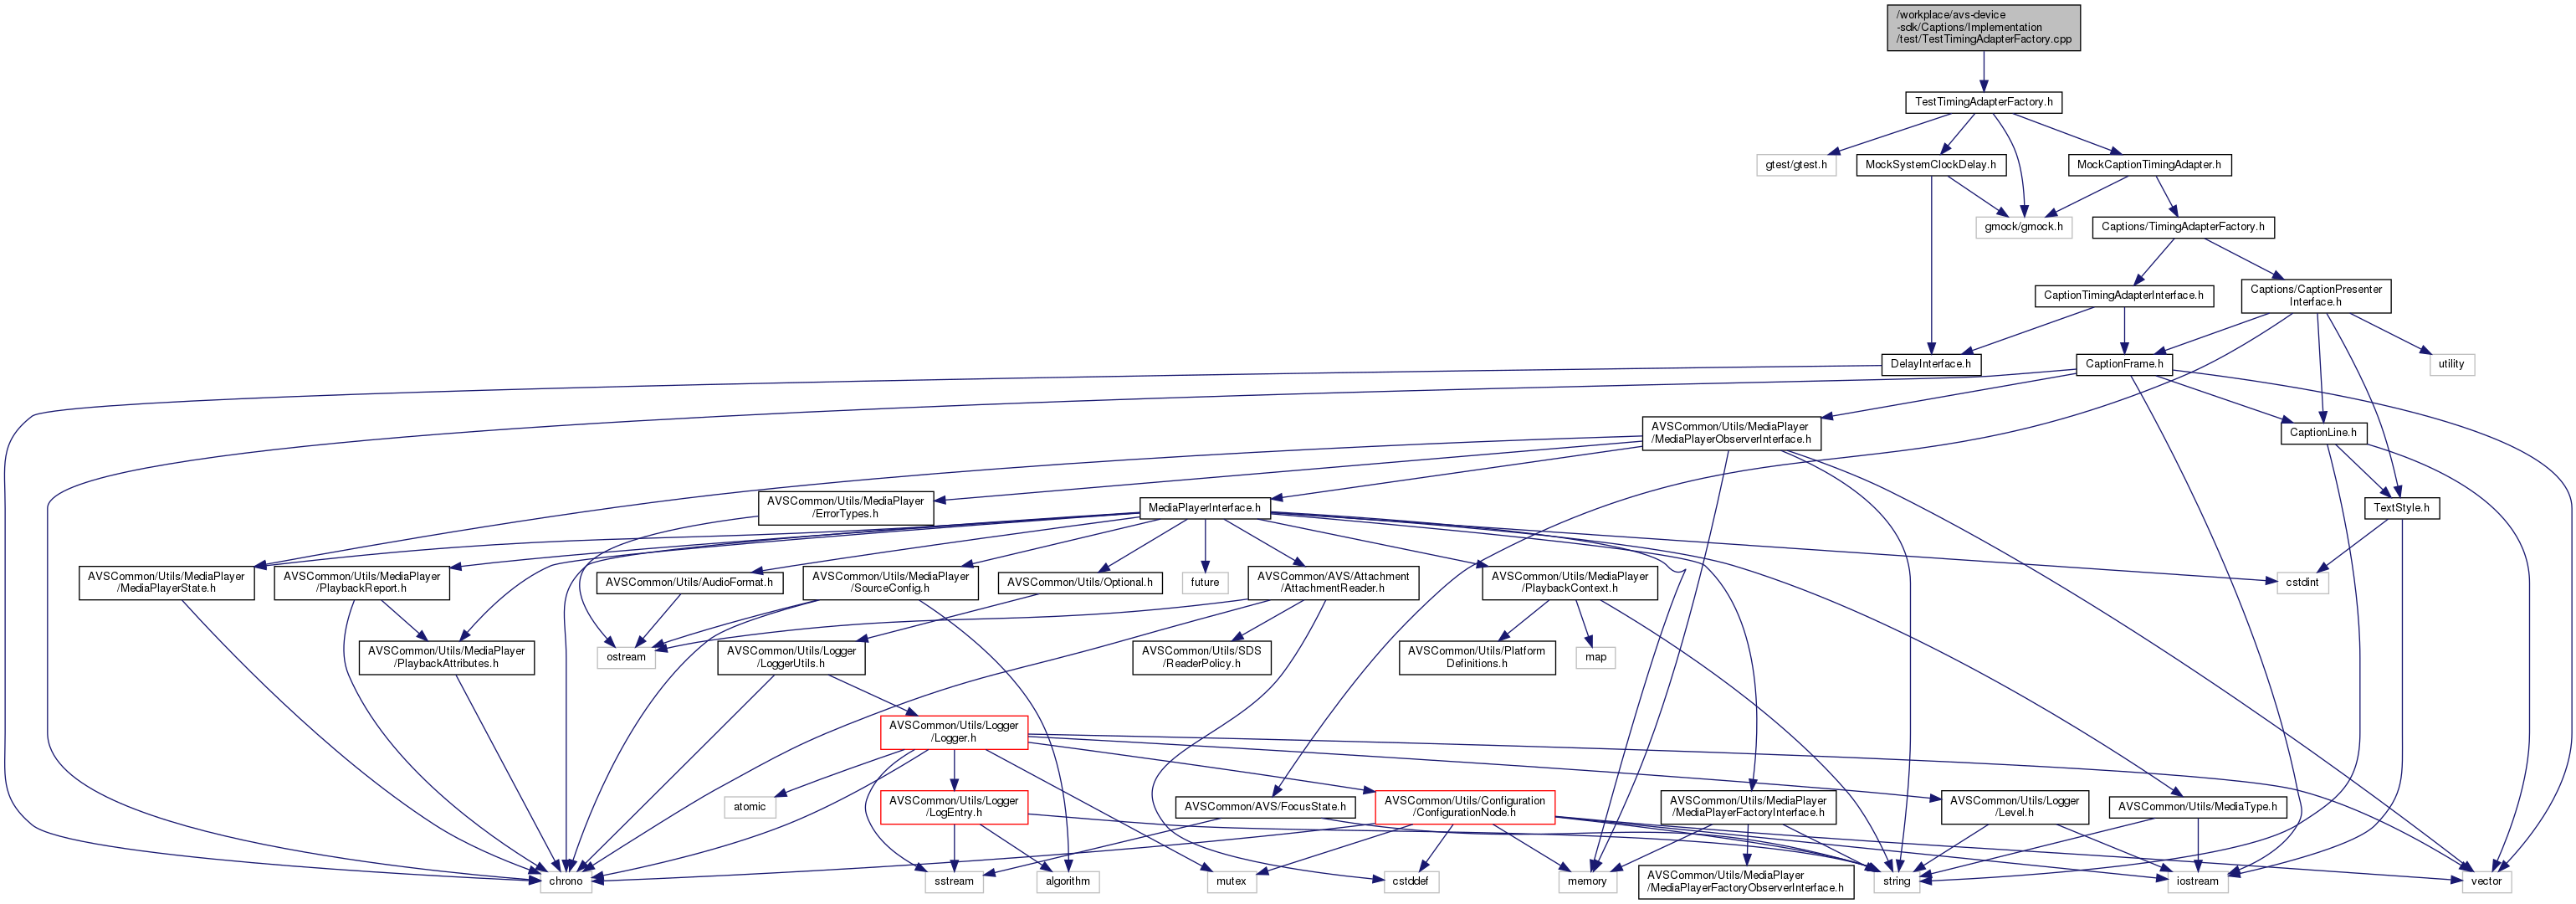 /workplace/avs-device
-sdk/Captions/Implementation
/test/TestTimingAdapterFactory.cpp
TestTimingAdapterFactory.h
gtest/gtest.h
MockSystemClockDelay.h
MockCaptionTimingAdapter.h
gmock/gmock.h
Captions/TimingAdapterFactory.h
CaptionTimingAdapterInterface.h
Captions/CaptionPresenter
Interface.h
DelayInterface.h
CaptionFrame.h
utility
AVSCommon/Utils/MediaPlayer
/MediaPlayerObserverInterface.h
CaptionLine.h
AVSCommon/Utils/MediaPlayer
/ErrorTypes.h
MediaPlayerInterface.h
TextStyle.h
AVSCommon/Utils/MediaPlayer
/MediaPlayerState.h
AVSCommon/Utils/MediaPlayer
/PlaybackReport.h
AVSCommon/Utils/AudioFormat.h
AVSCommon/Utils/MediaPlayer
/SourceConfig.h
AVSCommon/Utils/Optional.h
future
AVSCommon/AVS/Attachment
/AttachmentReader.h
AVSCommon/Utils/MediaPlayer
/PlaybackContext.h
cstdint
AVSCommon/Utils/MediaPlayer
/PlaybackAttributes.h
ostream
AVSCommon/Utils/Logger
/LoggerUtils.h
AVSCommon/Utils/SDS
/ReaderPolicy.h
AVSCommon/Utils/Platform
Definitions.h
map
AVSCommon/Utils/Logger
/Logger.h
atomic
AVSCommon/Utils/Logger
/LogEntry.h
AVSCommon/AVS/FocusState.h
AVSCommon/Utils/Configuration
/ConfigurationNode.h
AVSCommon/Utils/MediaPlayer
/MediaPlayerFactoryInterface.h
AVSCommon/Utils/Logger
/Level.h
AVSCommon/Utils/MediaType.h
chrono
sstream
algorithm
mutex
cstddef
memory
AVSCommon/Utils/MediaPlayer
/MediaPlayerFactoryObserverInterface.h
string
iostream
vector